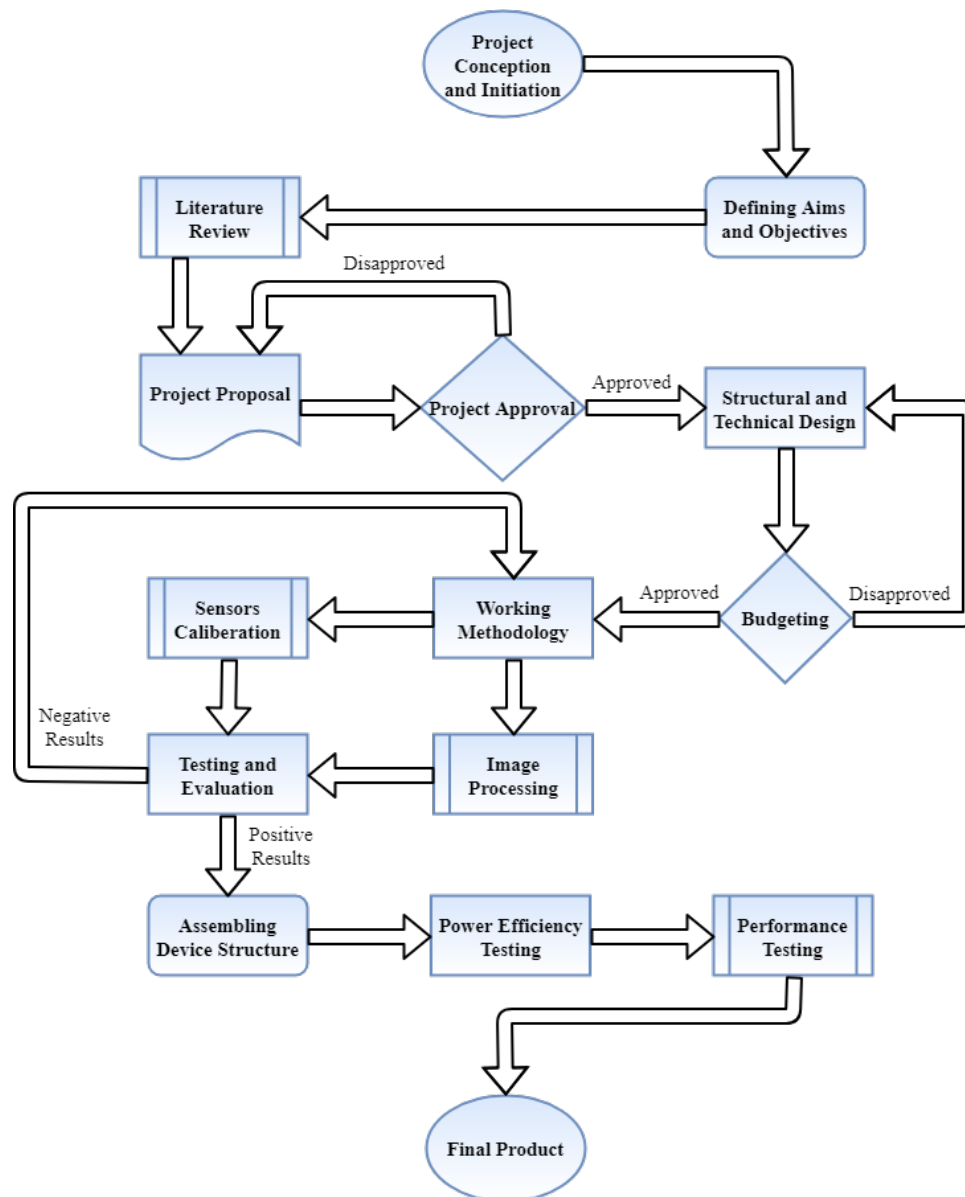 Project
Conception
and Initiation
Defining Aims
and Objectives
Literature
Review
Disapproved
Project Proposal
Project Approval
Approved
Structural and
Technical Design
Budgeting
Disapproved
Approved
Working
Methodology
Sensors
Caliberation
Image
Processing
Testing and
Evaluation
Negative
Results
Positive
Results
Assembling
Device Structure
Power Efficiency
Testing
Performance
Testing
Final Product